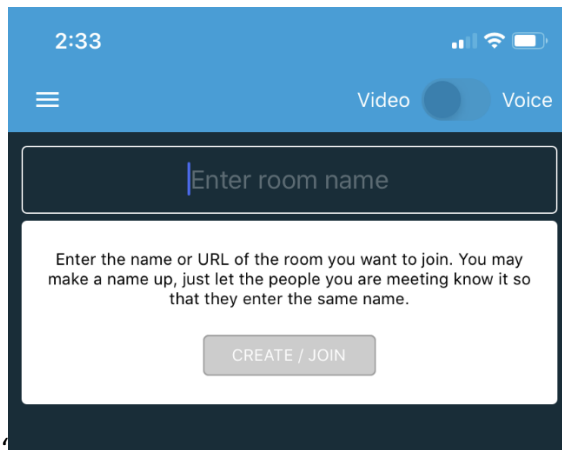 2:33
Video Voice
Enter room name
Enter the name or URL of the room you want to join. You may
make a name up, just let the people you are meeting know it so
that they enter the same name.
CREATE / JOIN
‘